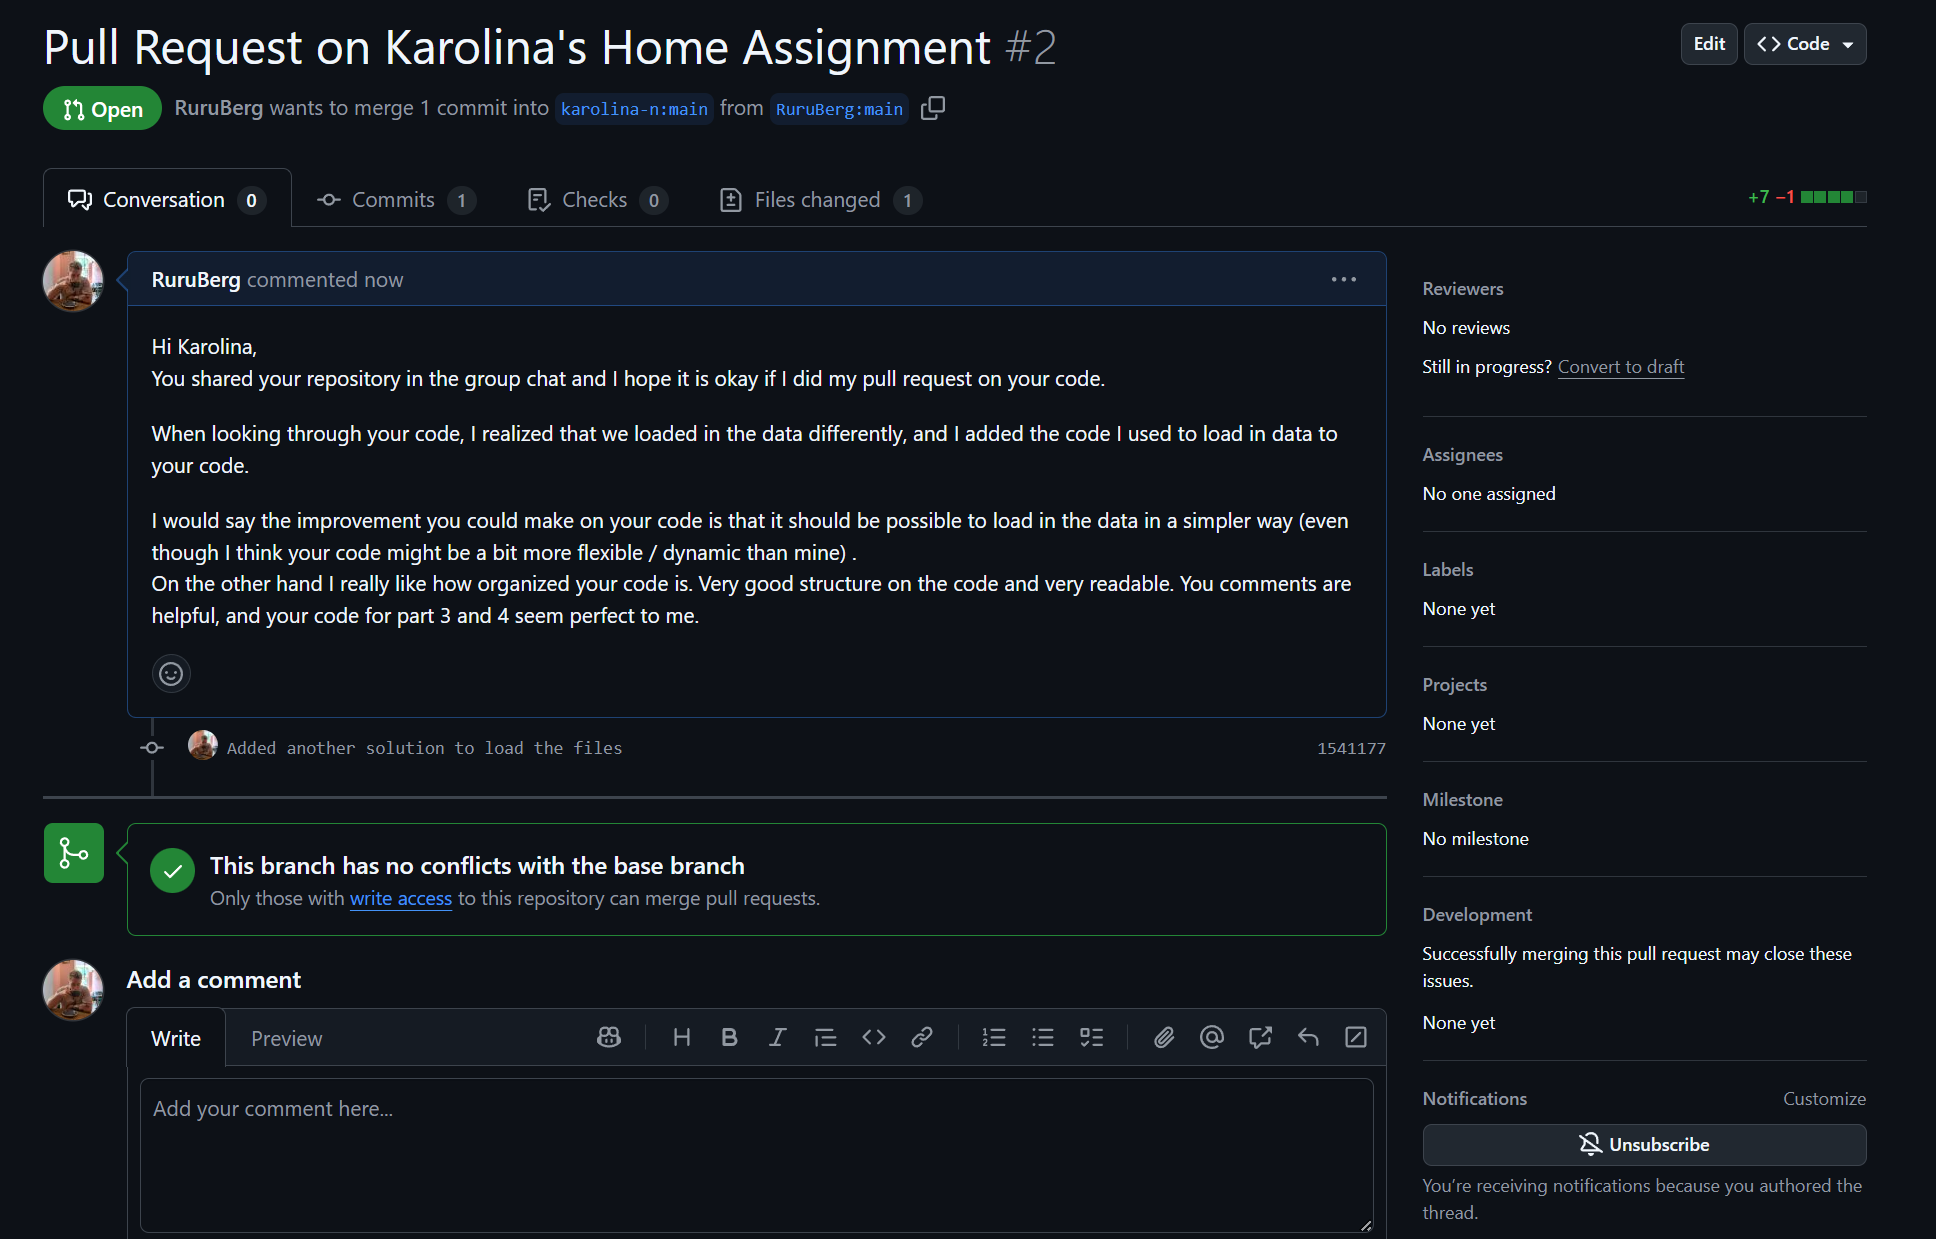 Pull Request on Karolina's Home Assignment #2
Edit
Code
Open
RuruBerg wants to merge 1 commit into karolina-n:main from RuruBerg:main
Conversation 0
Commits 1
Checks 0
Files changed 1
+7 −1
RuruBerg commented now
Hi Karolina,
You shared your repository in the group chat and I hope it is okay if I did my pull request on your code.
When looking through your code, I realized that we loaded in the data differently, and I added the code I used to load in data to
your code.
I would say the improvement you could make on your code is that it should be possible to load in the data in a simpler way (even
though I think your code might be a bit more flexible / dynamic than mine) .
On the other hand I really like how organized your code is. Very good structure on the code and very readable. You comments are
helpful, and your code for part 3 and 4 seem perfect to me.
Added another solution to load the files
1541177
This branch has no conflicts with the base branch
Only those with write access to this repository can merge pull requests.
Add a comment
Write
Preview
Add your comment here...
Reviewers
No reviews
Still in progress? Convert to draft
Assignees
No one assigned
Labels
None yet
Projects
None yet
Milestone
No milestone
Development
Successfully merging this pull request may close these
issues.
None yet
Notifications
Customize
Unsubscribe
You’re receiving notifications because you authored the
thread.